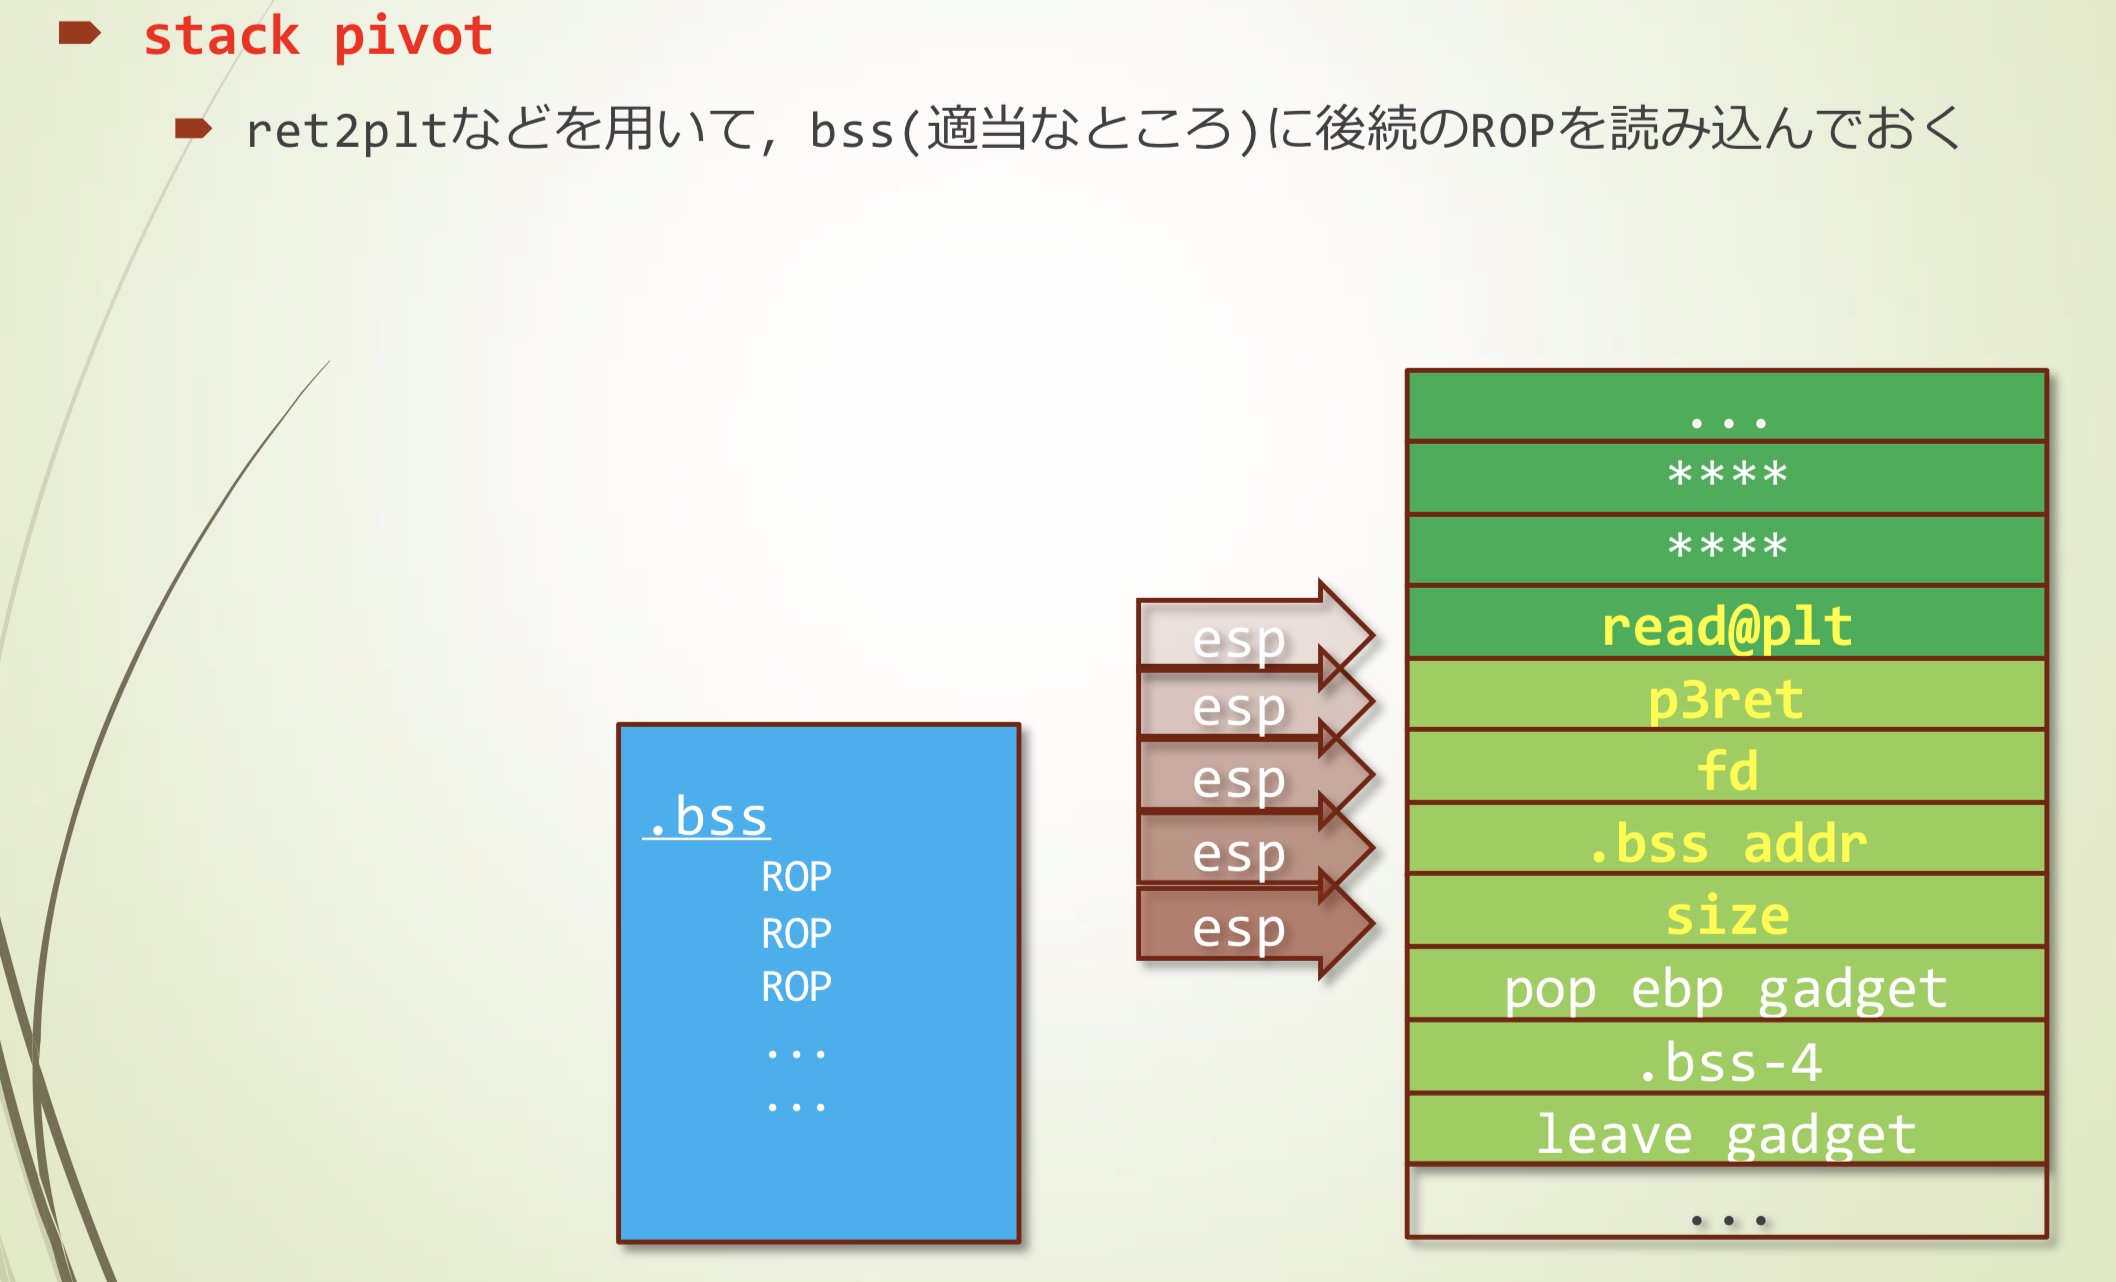 stack pivot
ret2pltなどを用いて, bss(適当なところ)に後続のROPを読み込んでおく
...
****
****
esp
read@plt
esp
p3ret
esp
fd
esp
.bss addr
esp
size
pop ebp gadget
.bss-4
leave gadget
...
.bss
ROP
ROP
ROP
...
...